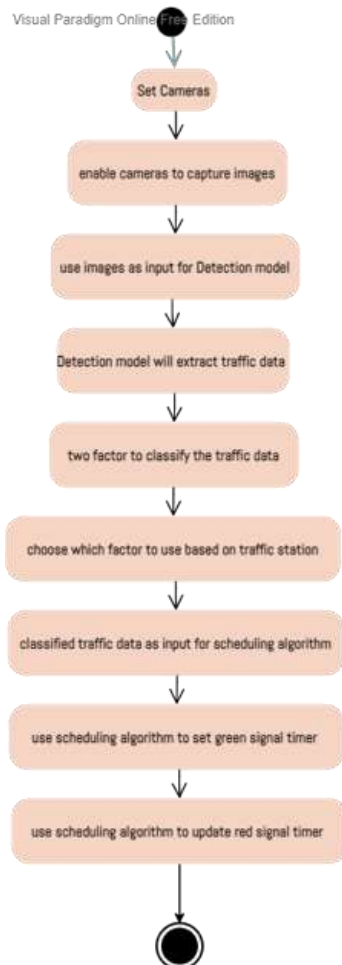 Visual Paradigm Online Free Edition
Set Cameras
enable cameras to capture images
use images as input for Detection model
Detection model will extract traffic data
two factor to classify the traffic data
choose which factor to use based on traffic station
classified traffic data as input for scheduling algorithm
use scheduling algorithm to set green signal timer
use scheduling algorithm to update red signal timer